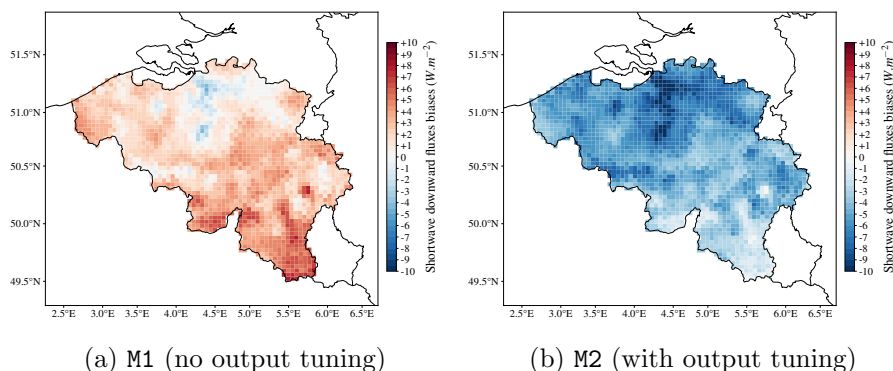 51.5°N
51.0°N
50.5°N
50.0°N
49.5°N
2.5°E 3.0°E 3.5°E 4.0°E 4.5°E 5.0°E 5.5°E 6.0°E 6.5°E
+10
+9
+8
+7
+6
+5
+4
+3
+2
+1
0
-1
-2
-3
-4
-5
-6
-7
-8
-9
-10
Shortwave downward fluxes biases (W.m⁻²)
(a) M1 (no output tuning)
51.5°N
51.0°N
50.5°N
50.0°N
49.5°N
2.5°E 3.0°E 3.5°E 4.0°E 4.5°E 5.0°E 5.5°E 6.0°E 6.5°E
+10
+9
+8
+7
+6
+5
+4
+3
+2
+1
0
-1
-2
-3
-4
-5
-6
-7
-8
-9
-10
Shortwave downward fluxes biases (W.m⁻²)
(b) M2 (with output tuning)